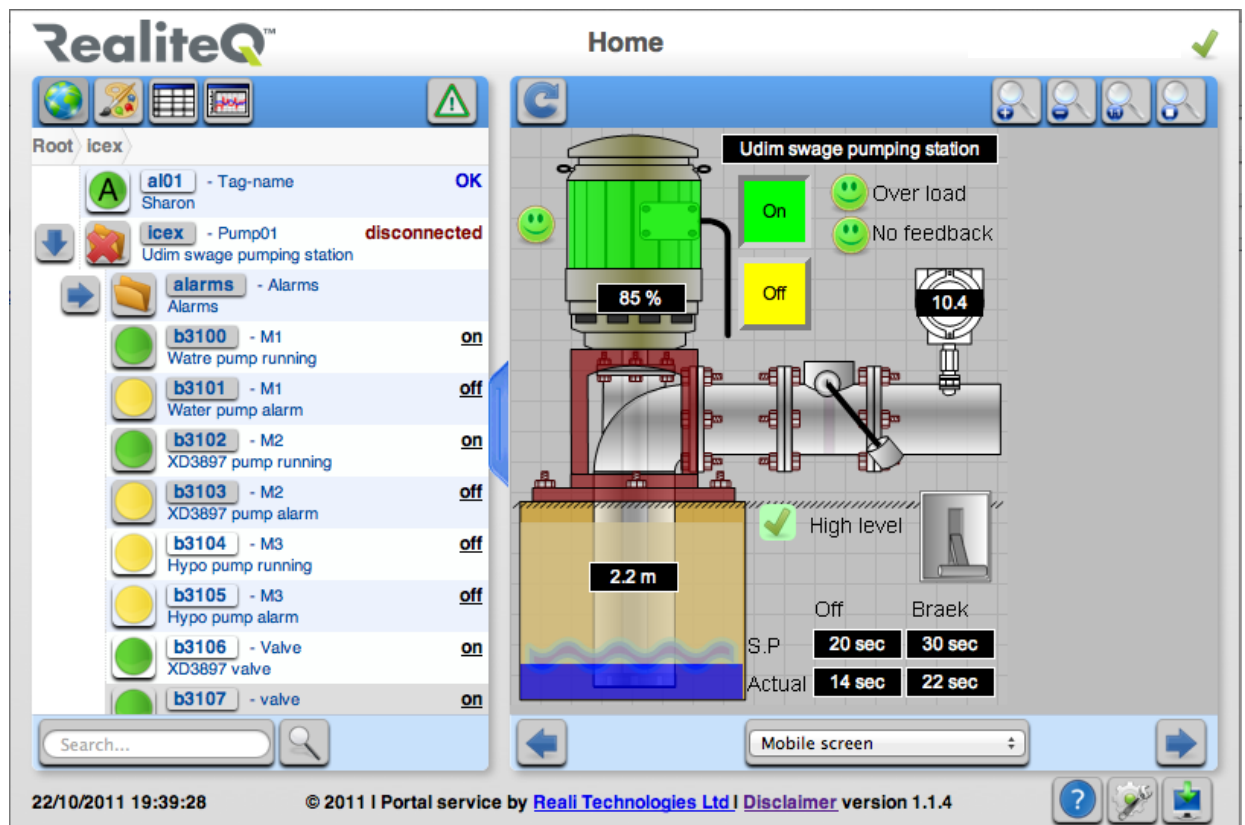 RealiteQ™
Home
Root icex
al01 - Tag-name OK
Sharon
icex - Pump01 disconnected
Udim swage pumping station
alarms - Alarms
Alarms
b3100 - M1 on
Watre pump running
b3101 - M1 off
Water pump alarm
b3102 - M2 on
XD3897 pump running
b3103 - M2 off
XD3897 pump alarm
b3104 - M3 off
Hypo pump running
b3105 - M3 off
Hypo pump alarm
b3106 - Valve on
XD3897 valve
b3107 - valve on
Search...
Udim swage pumping station
On
Over load
No feedback
Off
85 %
10.4
High level
2.2 m
Off Braek
S.P 20 sec 30 sec
Actual 14 sec 22 sec
Mobile screen
22/10/2011 19:39:28 © 2011 I Portal service by Reali Technologies Ltd I Disclaimer version 1.1.4